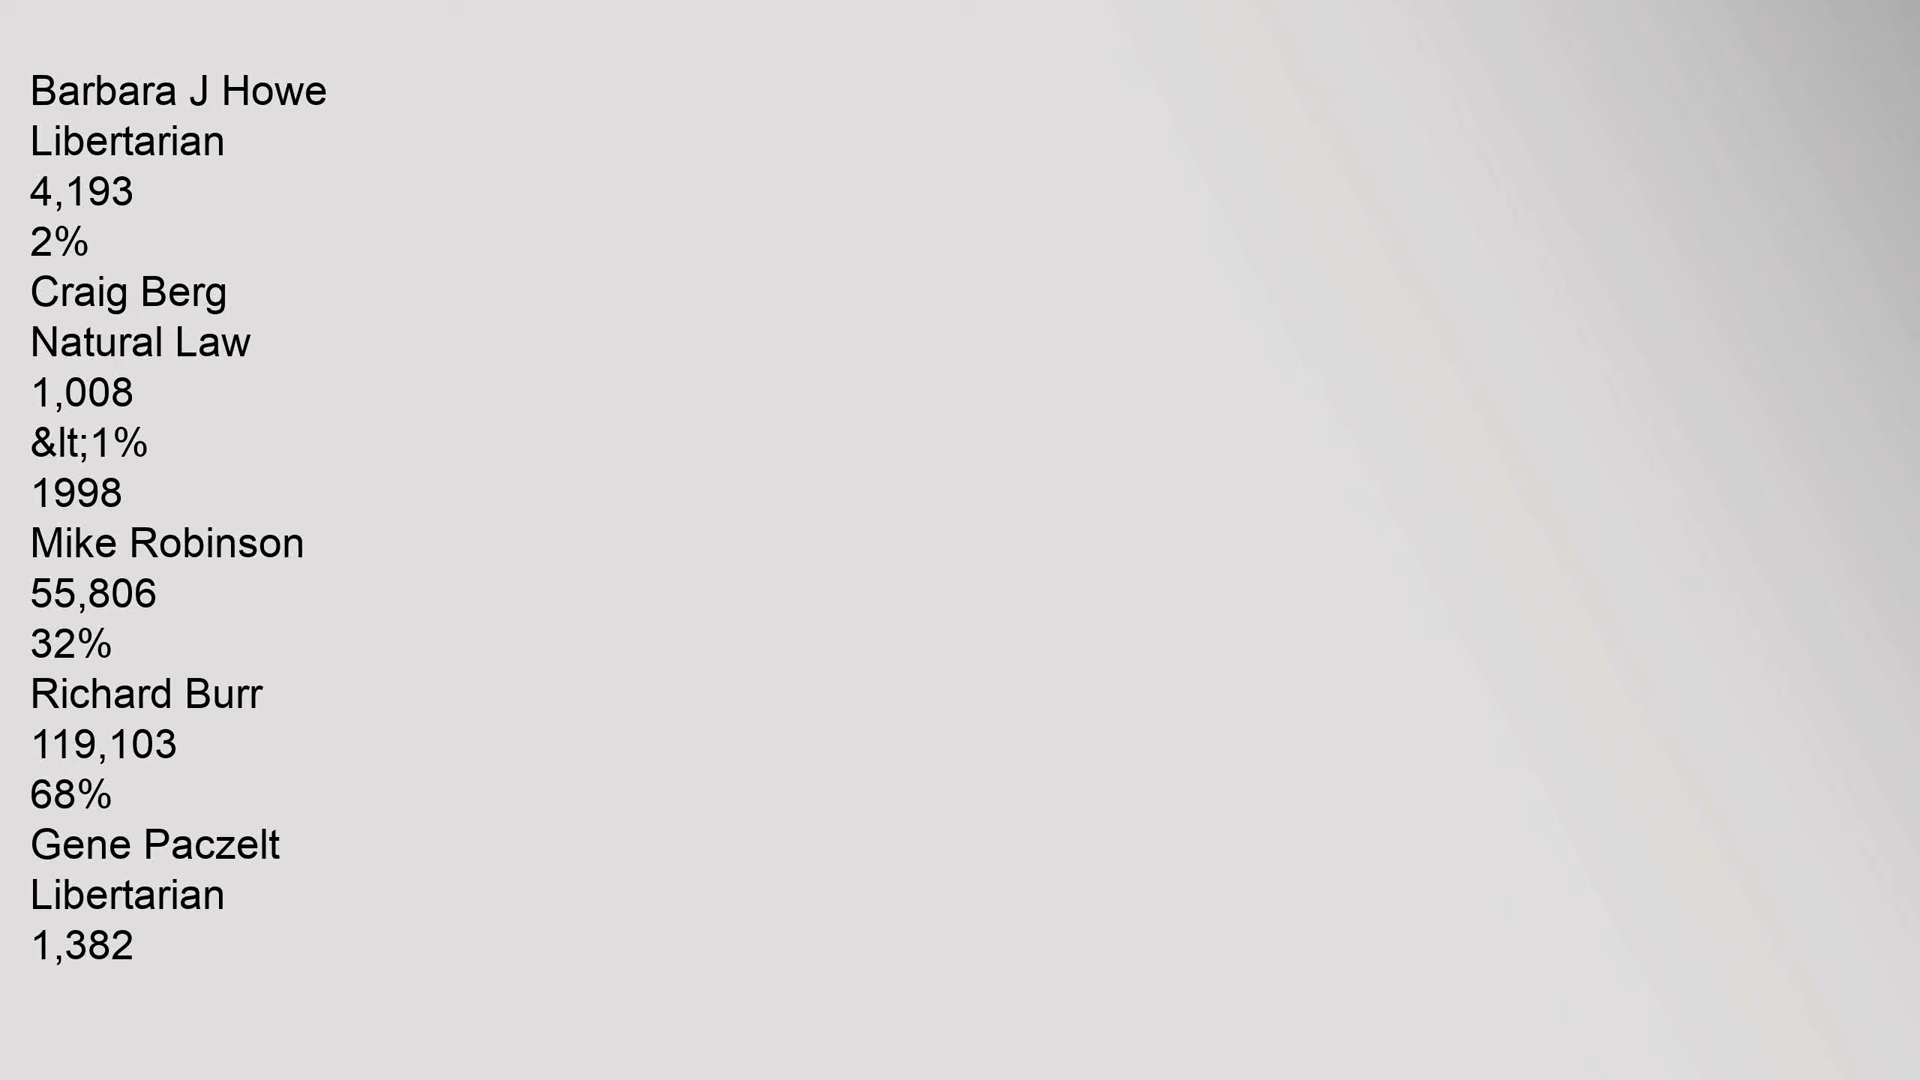 Barbara J Howe
Libertarian
4,193
2%
Craig Berg
Natural Law
1,008
&lt;1%
1998
Mike Robinson
55,806
32%
Richard Burr
119,103
68%
Gene Paczelt
Libertarian
1,382